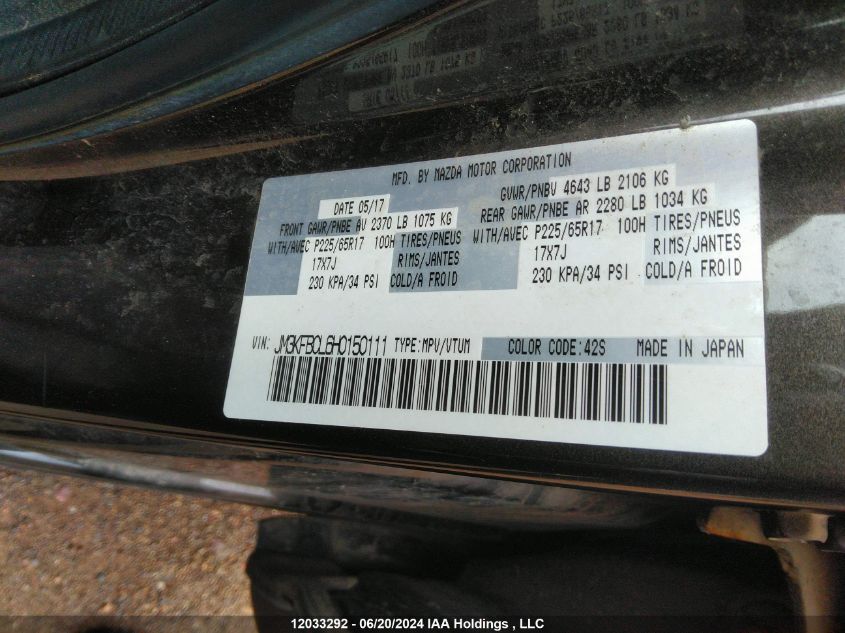 MFD. BY MAZDA MOTOR CORPORATION
DATE 05/17 GVWR/PNBV 4643 LB 2106 KG
FRONT GAWR/PNBE AV 2370 LB 1075 KG REAR GAWR/PNBE AR 2280 LB 1034 KG
WITH/AVEC P225/65R17 100H TIRES/PNEUS WITH/AVEC P225/65R17 100H TIRES/PNEUS
17X7J RIMS/JANTES 17X7J RIMS/JANTES
230 KPA/34 PSI COLD/A FROID 230 KPA/34 PSI COLD/A FROID
VIN: JM3KFBCL6H0150111 TYPE:MPV/VTUM COLOR CODE:42S MADE IN JAPAN
12033292 - 06/20/2024 IAA Holdings , LLC